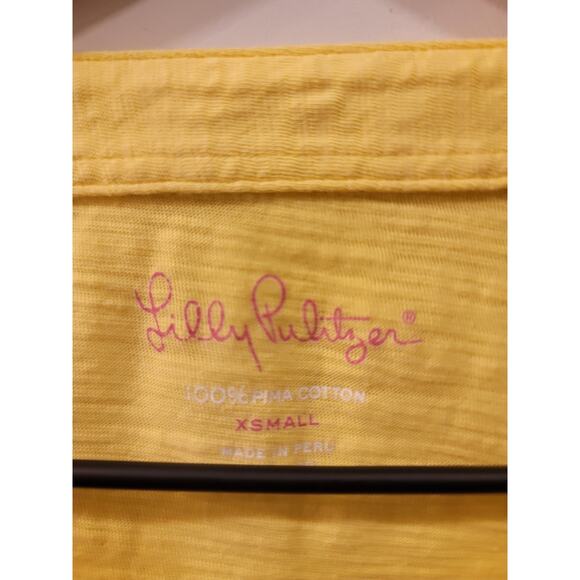 Lilly Pulitzer®
100% PIMA COTTON
XSMALL
MADE IN PERU